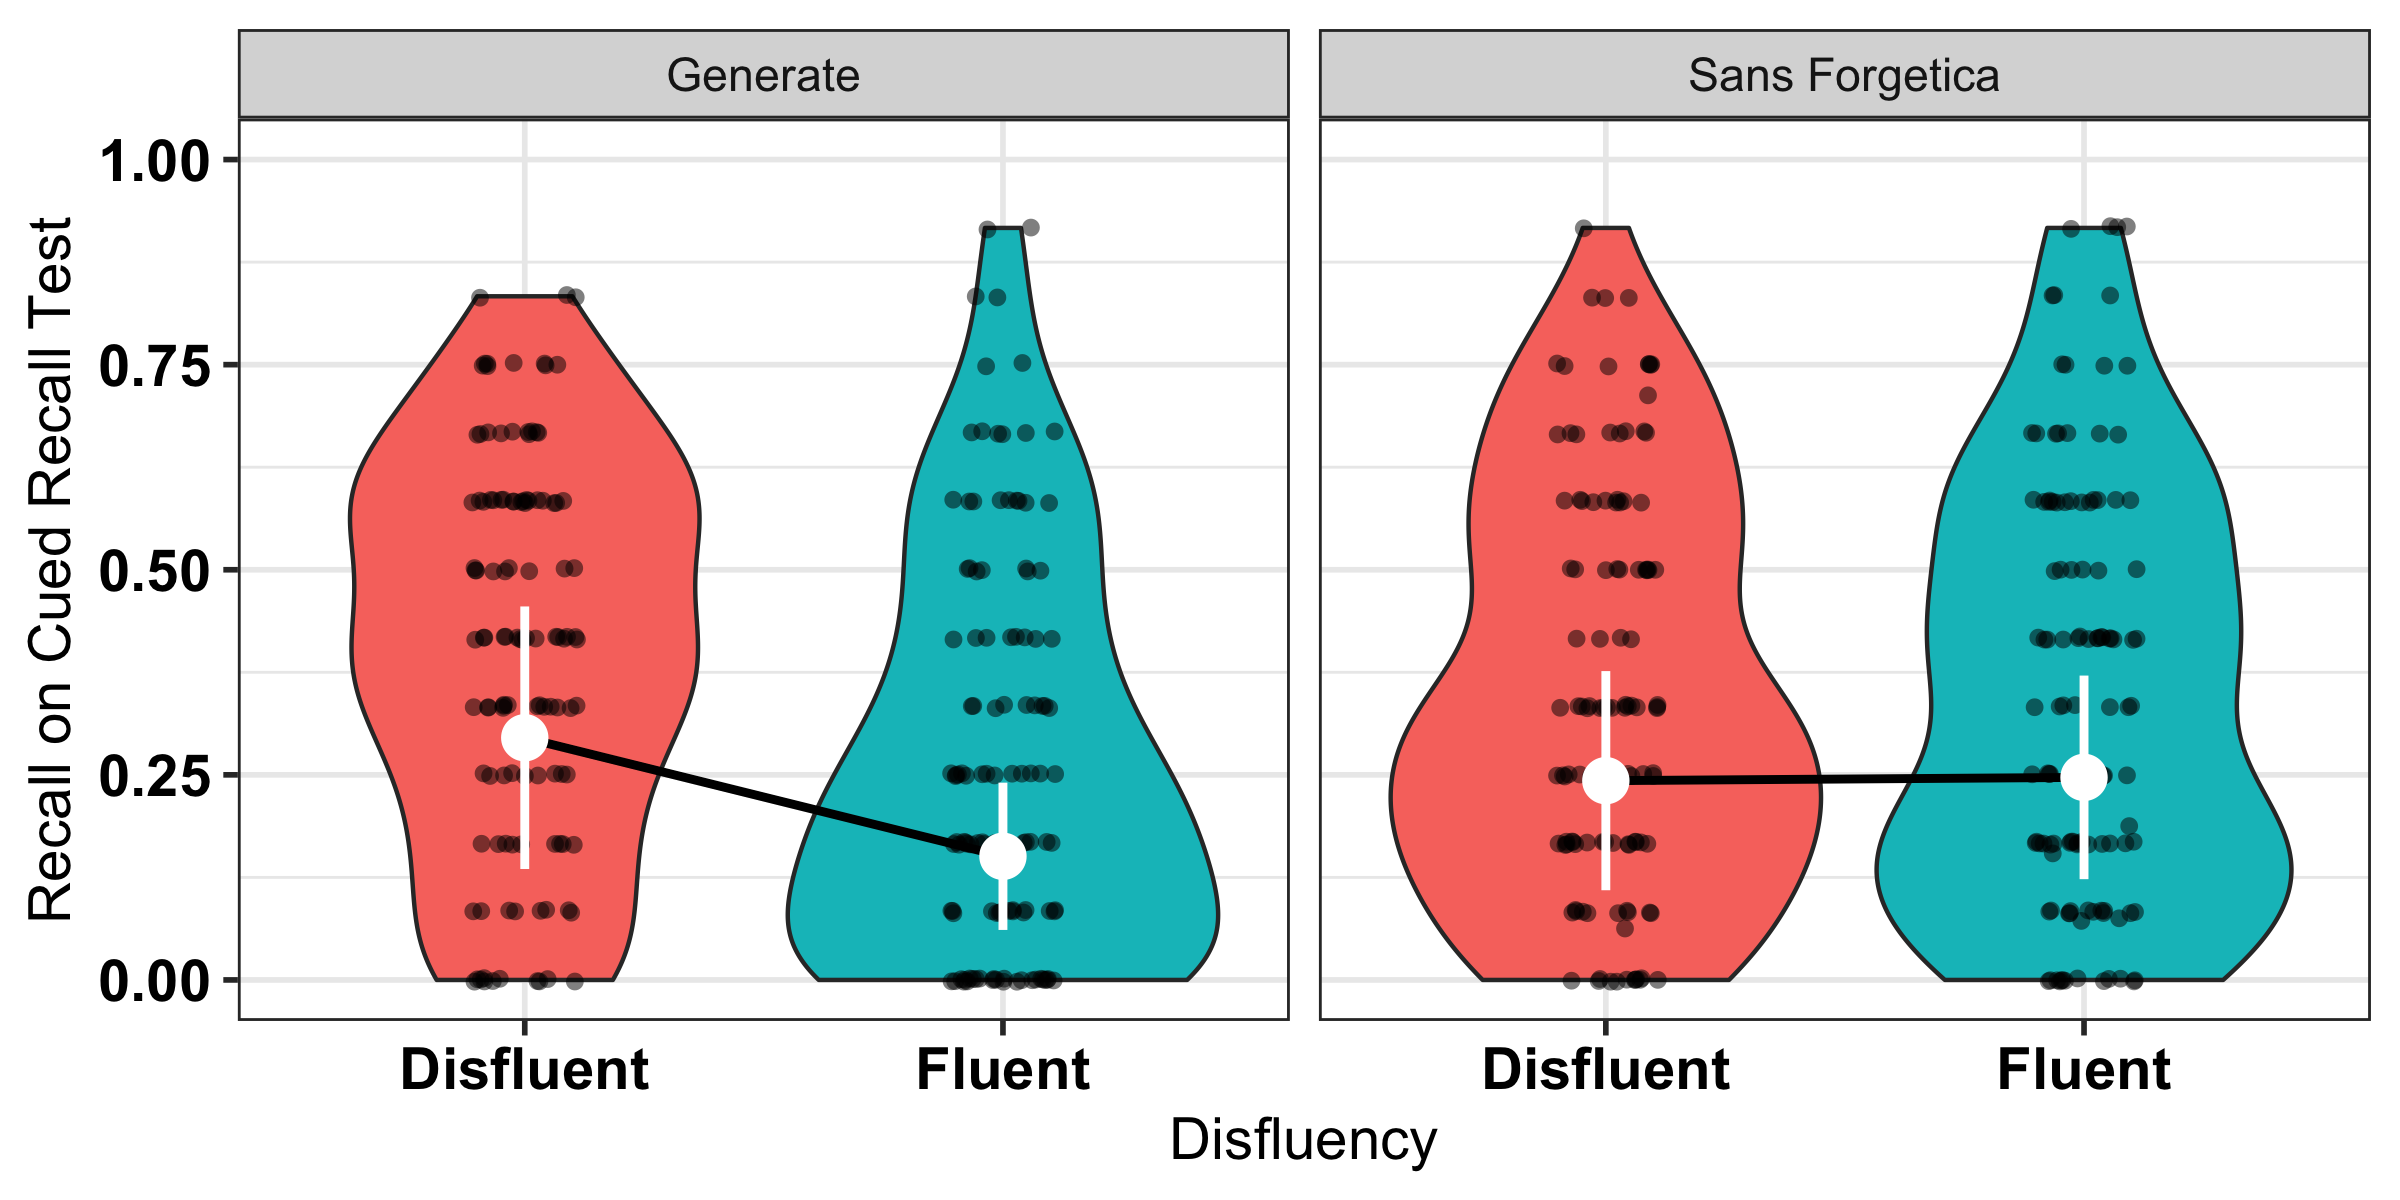 Generate
Sans Forgetica
Recall on Cued Recall Test
1.00
0.75
0.50
0.25
0.00
Disfluent
Fluent
Disfluent
Fluent
Disfluency